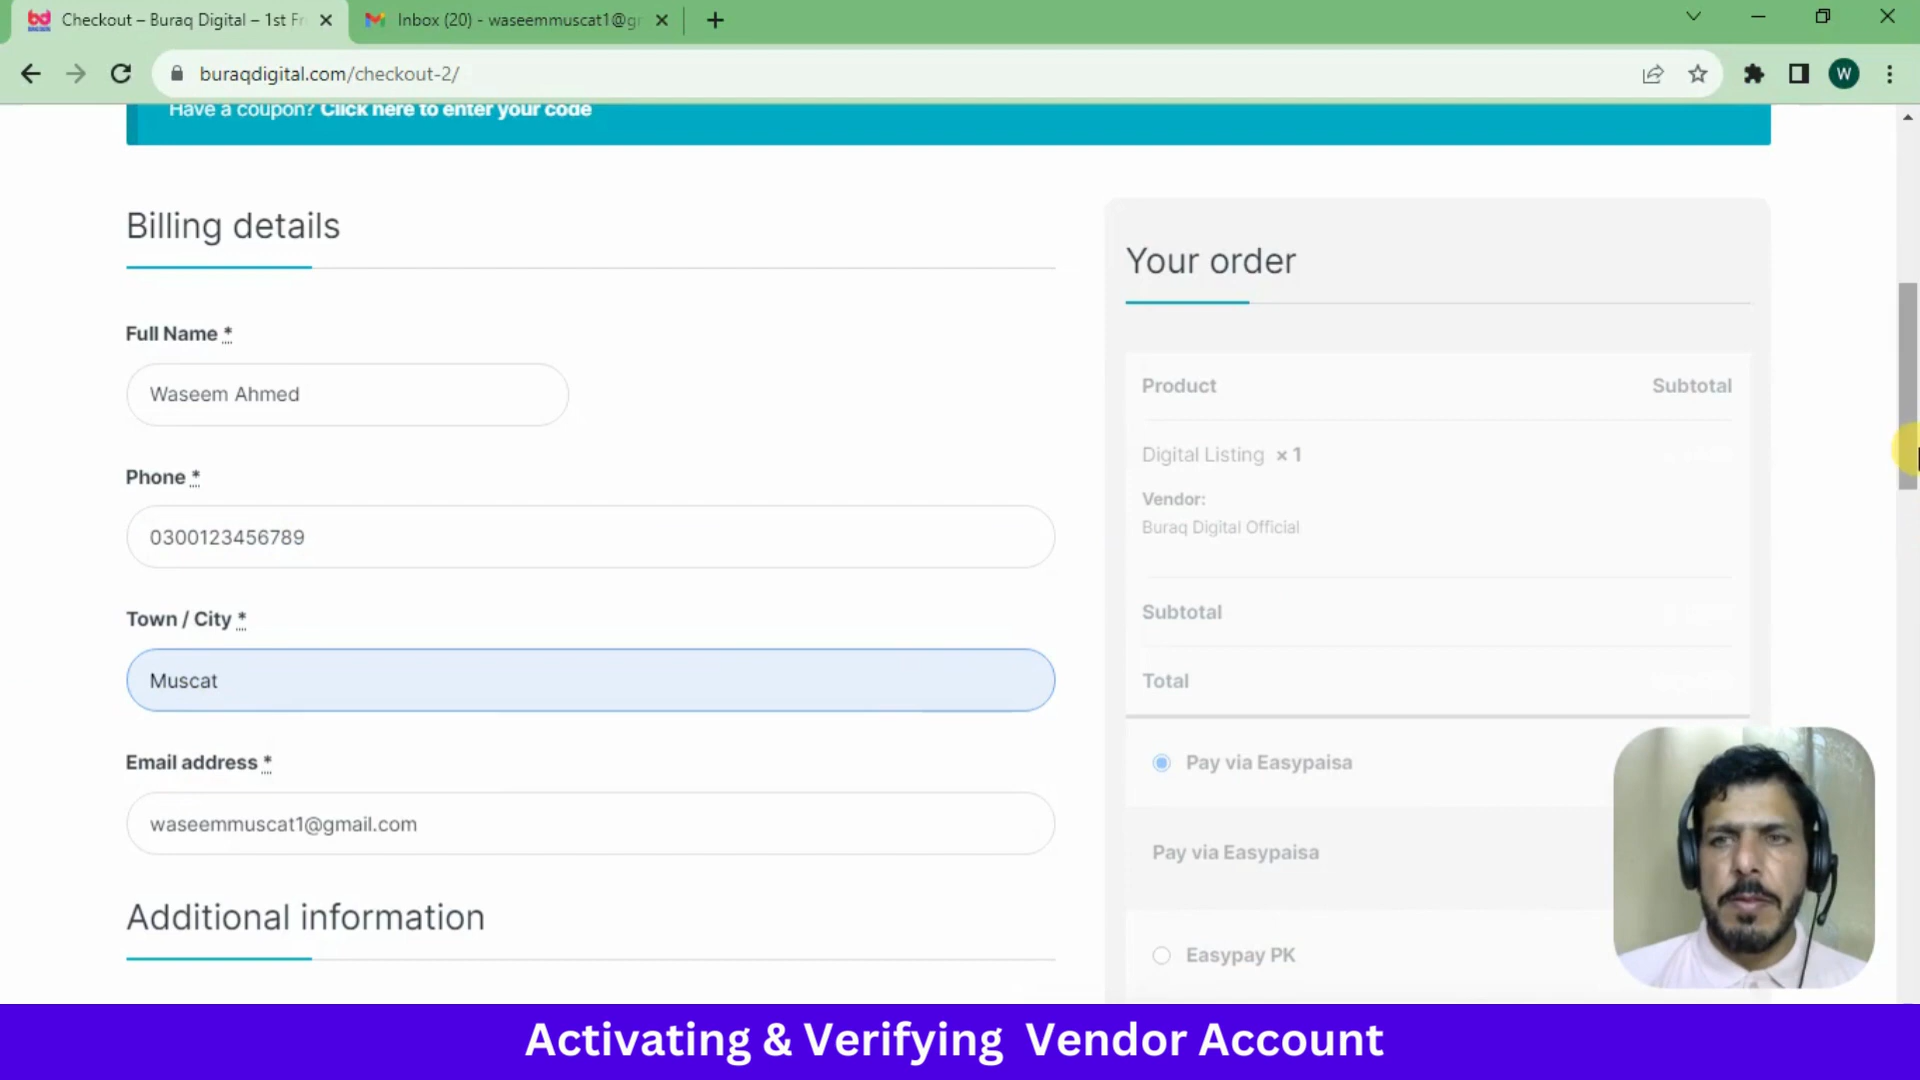 Checkout – Buraq Digital – 1st Fr
Inbox (20) - waseemmuscat1@g
buraqdigital.com/checkout-2/
W
Have a coupon? Click here to enter your code
Billing details
Full Name *
Waseem Ahmed
Phone *
0300123456789
Town / City *
Muscat
Email address *
waseemmuscat1@gmail.com
Additional information
Your order
Product Subtotal
Digital Listing × 1
Vendor:
Buraq Digital Official
Subtotal
Total
Pay via Easypaisa
Pay via Easypaisa
Easypay PK
Activating & Verifying Vendor Account